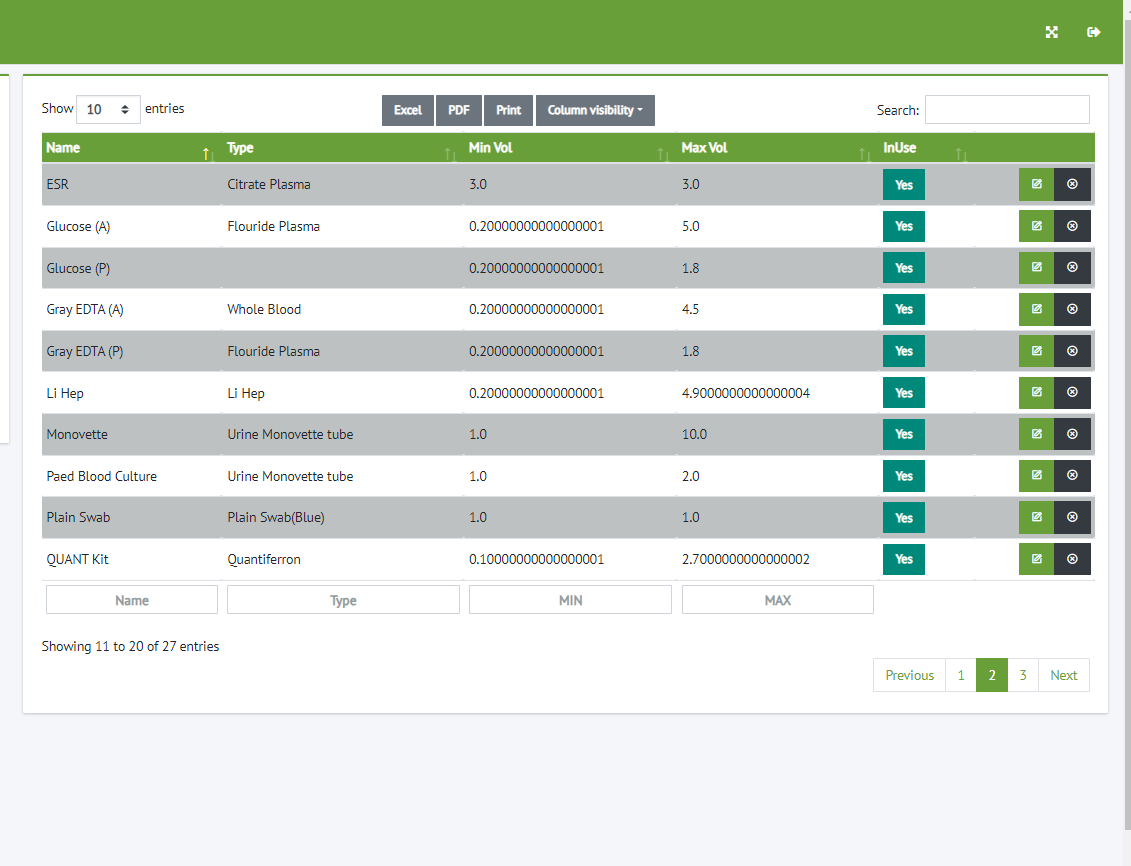 Show 10 entries Excel PDF Print Column visibility Search:
Name Type Min Vol Max Vol InUse
ESR Citrate Plasma 3.0 3.0 Yes
Glucose (A) Flouride Plasma 0.20000000000000001 5.0 Yes
Glucose (P) 0.20000000000000001 1.8 Yes
Gray EDTA (A) Whole Blood 0.20000000000000001 4.5 Yes
Gray EDTA (P) Flouride Plasma 0.20000000000000001 1.8 Yes
Li Hep Li Hep 0.20000000000000001 4.9000000000000004 Yes
Monovette Urine Monovette tube 1.0 10.0 Yes
Paed Blood Culture Urine Monovette tube 1.0 2.0 Yes
Plain Swab Plain Swab(Blue) 1.0 1.0 Yes
QUANT Kit Quantiferron 0.10000000000000001 2.7000000000000002 Yes
Name Type MIN MAX
Showing 11 to 20 of 27 entries
Previous 1 2 3 Next